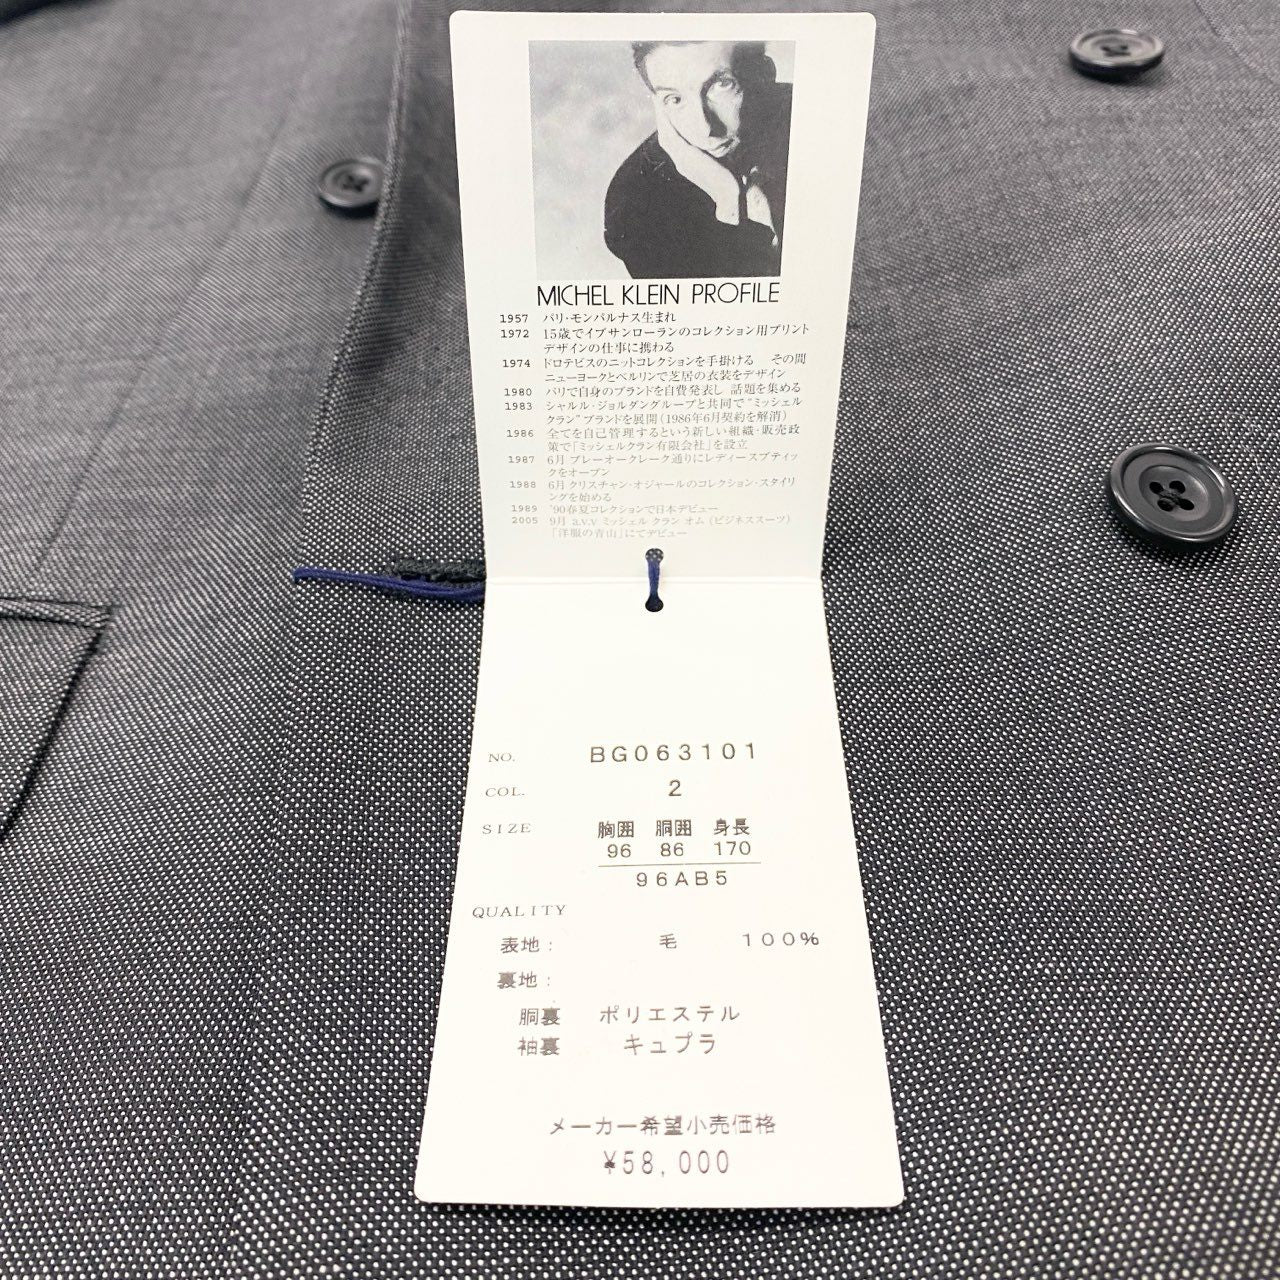 MICHEL KLEIN PROFILE
1957 パリ・モンパルナス生まれ
1972 15歳でイブサンローランのコレクション用プリント
デザインの仕事に携わる
1974 ドロテビスのニットコレクションを手掛ける その間
ニューヨークとベルリンで芝居の衣装をデザイン
1980 パリで自身のブランドを自費発表し 話題を集める
1983 シャルル・ジョルダングループと共同で“ミッシェル
クラン”ブランドを展開(1986年6月契約を解消)
1986 全てを自己管理するという新しい組織・販売政
策で「ミッシェルクラン有限会社」を設立
1987 6月 プレーオークレーク通りにレディースブティッ
クをオープン
1988 6月 クリスチャン・オジャールのコレクション・スタイリ
ングを始める
1989 '90春夏コレクションで日本デビュー
2005 9月 a.v.v ミッシェル クラン オム (ビジネススーツ)
「洋服の青山」にてデビュー
NO. BG063101
COL. 2
SIZE 胸囲 胴囲 身長
96 86 170
96AB5
QUALITY
表地: 毛 100%
裏地:
胴裏 ポリエステル
袖裏 キュプラ
メーカー希望小売価格
¥58,000